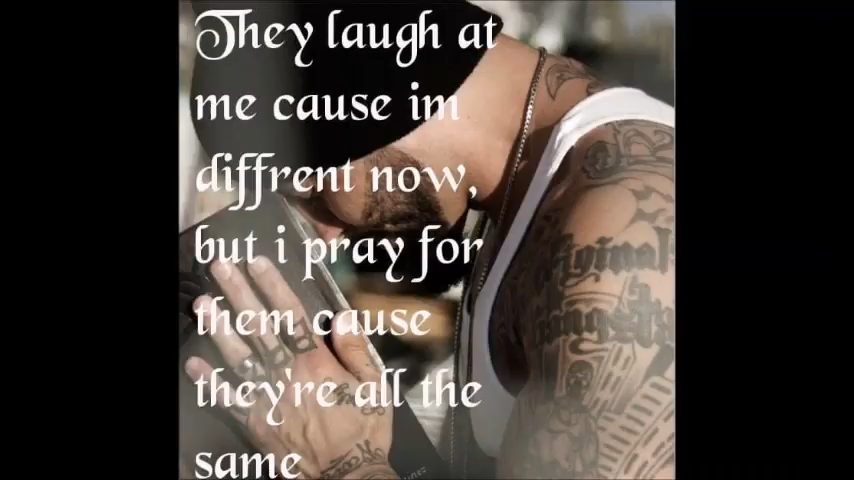 They laugh at
me cause im
diffrent now,
but i pray for
them cause
they're all the
same